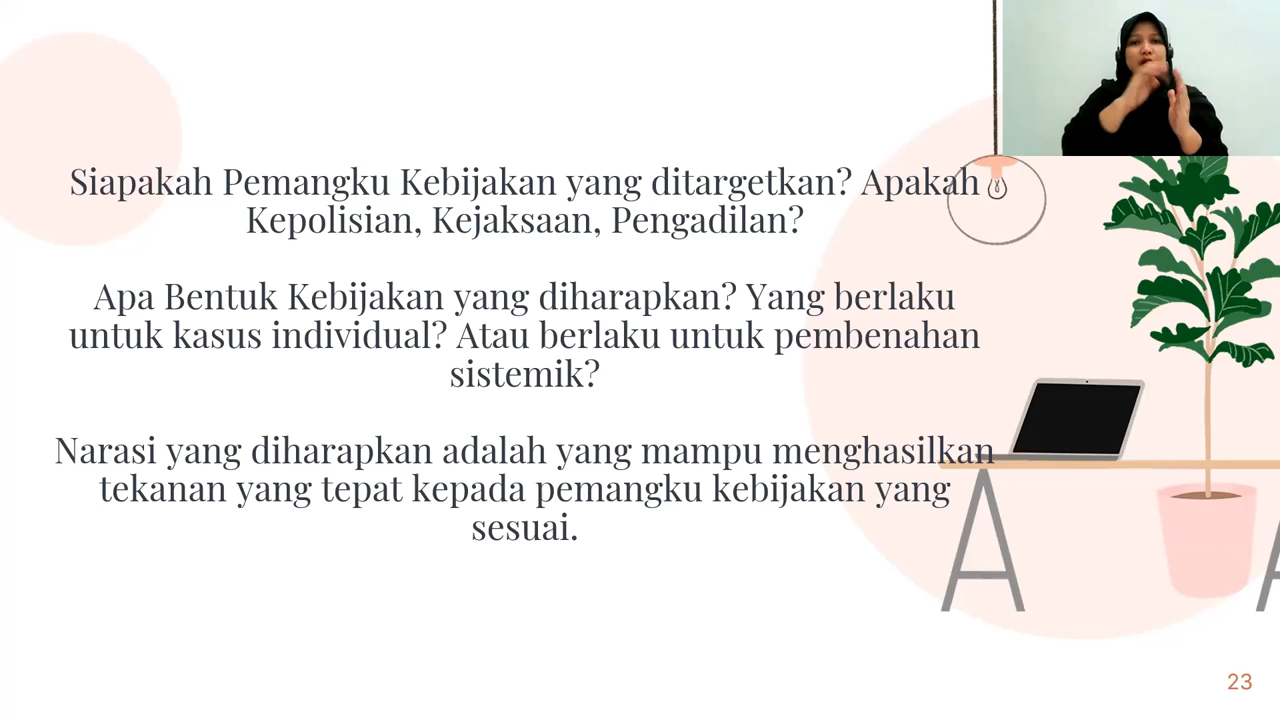 Siapakah Pemangku Kebijakan yang ditargetkan? Apakah
Kepolisian, Kejaksaan, Pengadilan?
Apa Bentuk Kebijakan yang diharapkan? Yang berlaku
untuk kasus individual? Atau berlaku untuk pembenahan
sistemik?
Narasi yang diharapkan adalah yang mampu menghasilkan
tekanan yang tepat kepada pemangku kebijakan yang
sesuai.
23